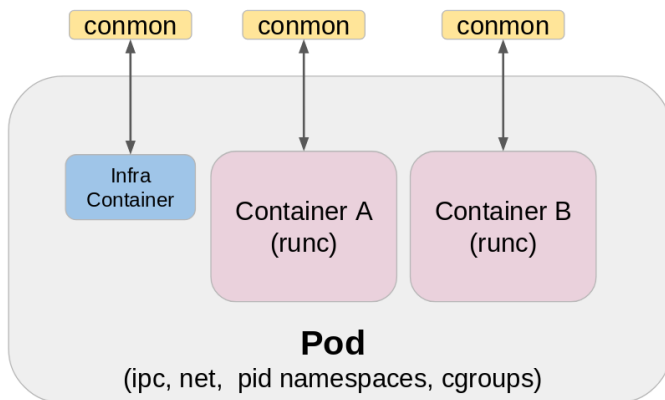 conmon
conmon
conmon
Infra
Container
Container A
(runc)
Container B
(runc)
Pod
(ipc, net, pid namespaces, cgroups)